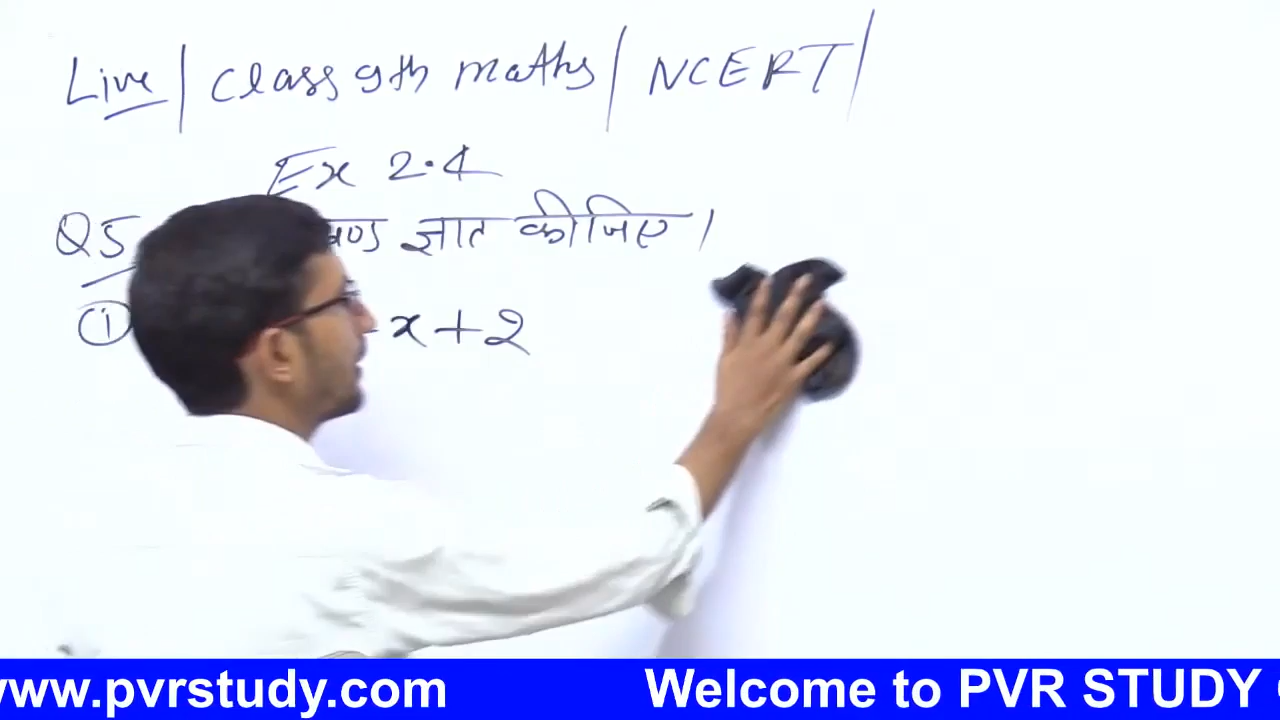 Live | Class 9th maths | NCERT |
Ex 2.4
Q5 ज्ञात कीजिए।
① x + 2
www.pvrstudy.com Welcome to PVR STUDY